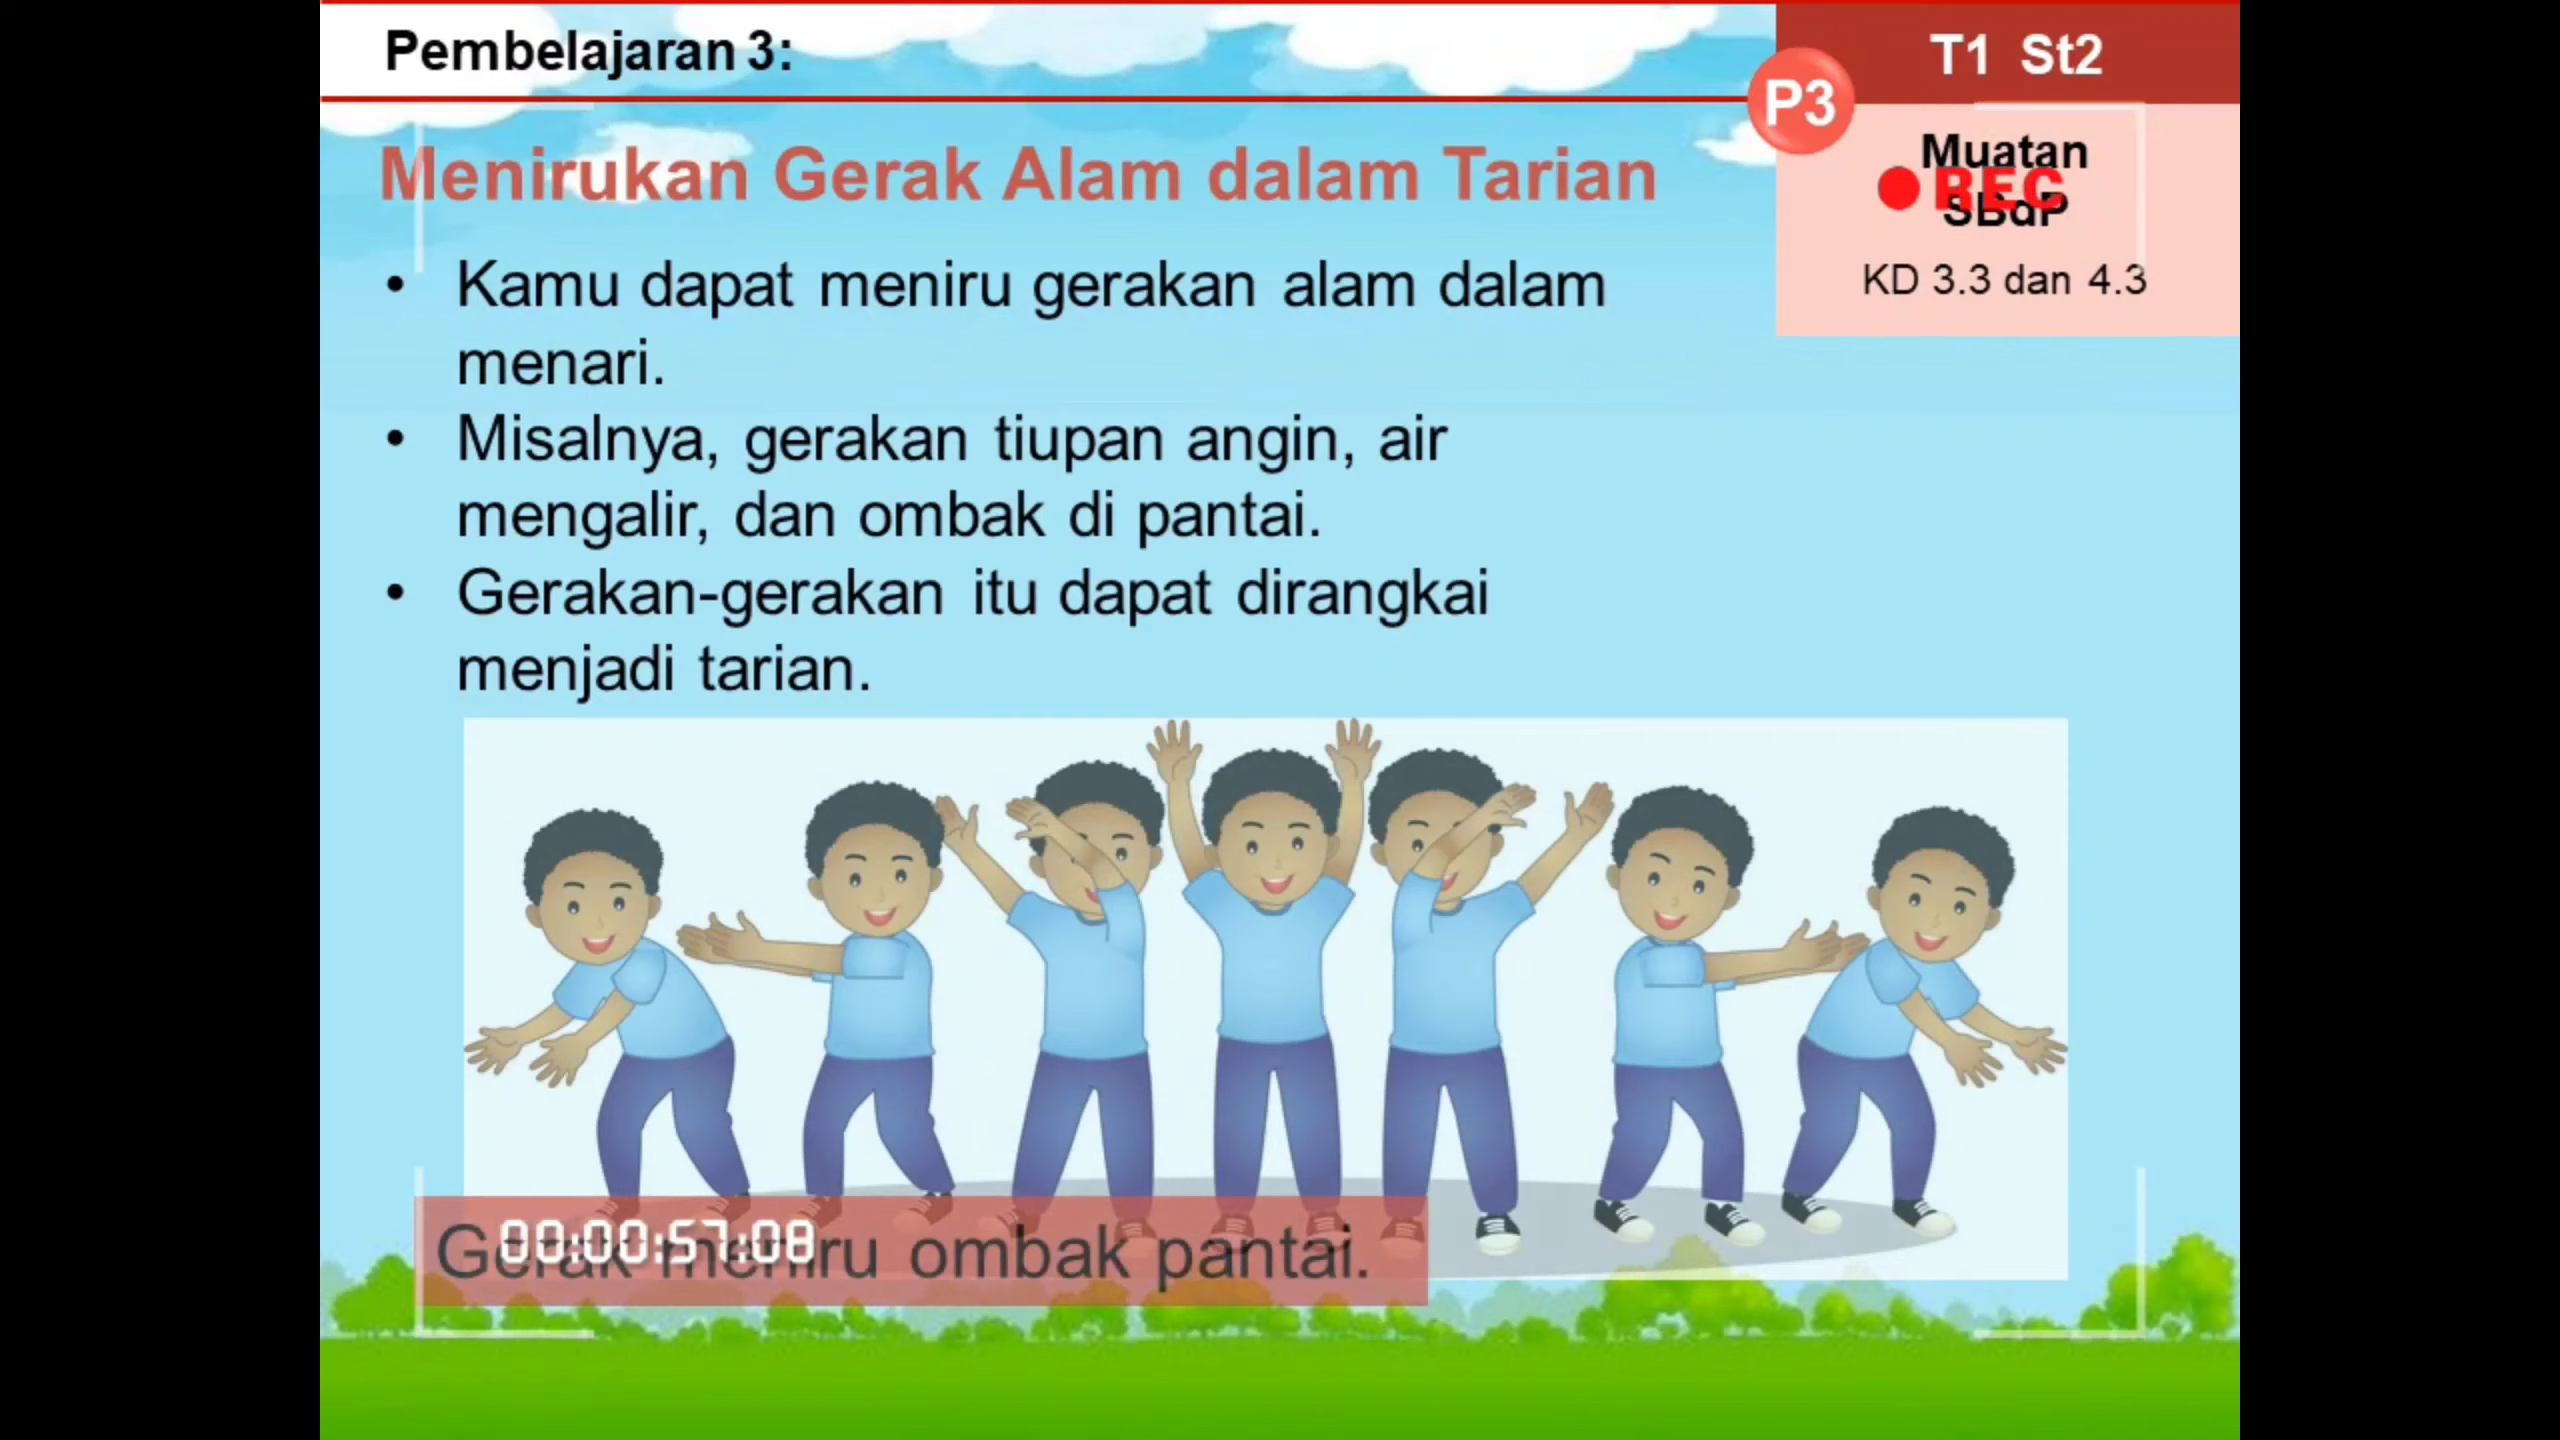 Pembelajaran 3:
T1 St2
P3
Muatan
SBdP
REC
KD 3.3 dan 4.3
Menirukan Gerak Alam dalam Tarian
• Kamu dapat meniru gerakan alam dalam
menari.
• Misalnya, gerakan tiupan angin, air
mengalir, dan ombak di pantai.
• Gerakan-gerakan itu dapat dirangkai
menjadi tarian.
Gerak meniru ombak pantai.
00:00:57:08